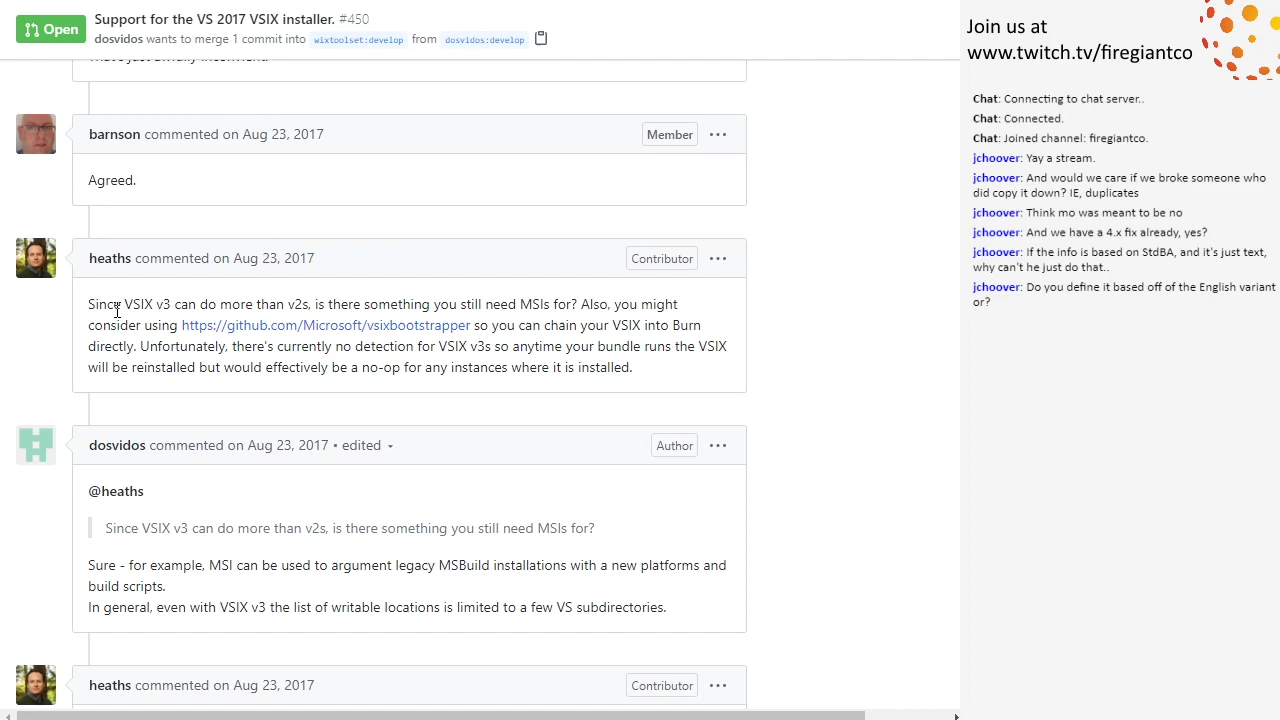 Support for the VS 2017 VSIX installer. #450
Open
dosvidos wants to merge 1 commit into wixtoolset:develop from dosvidos:develop
barnson commented on Aug 23, 2017
Member
Agreed.
heaths commented on Aug 23, 2017
Contributor
Since VSIX v3 can do more than v2s, is there something you still need MSIs for? Also, you might
consider using https://github.com/Microsoft/vsixbootstrapper so you can chain your VSIX into Burn
directly. Unfortunately, there's currently no detection for VSIX v3s so anytime your bundle runs the VSIX
will be reinstalled but would effectively be a no-op for any instances where it is installed.
dosvidos commented on Aug 23, 2017 • edited
Author
@heaths
Since VSIX v3 can do more than v2s, is there something you still need MSIs for?
Sure - for example, MSI can be used to argument legacy MSBuild installations with a new platforms and
build scripts.
In general, even with VSIX v3 the list of writable locations is limited to a few VS subdirectories.
heaths commented on Aug 23, 2017
Contributor
Join us at
www.twitch.tv/firegiantco
Chat: Connecting to chat server..
Chat: Connected.
Chat: Joined channel: firegiantco.
jchoover: Yay a stream.
jchoover: And would we care if we broke someone who
did copy it down? IE, duplicates
jchoover: Think mo was meant to be no
jchoover: And we have a 4.x fix already, yes?
jchoover: If the info is based on StdBA, and it's just text,
why can't he just do that..
jchoover: Do you define it based off of the English variant
or?